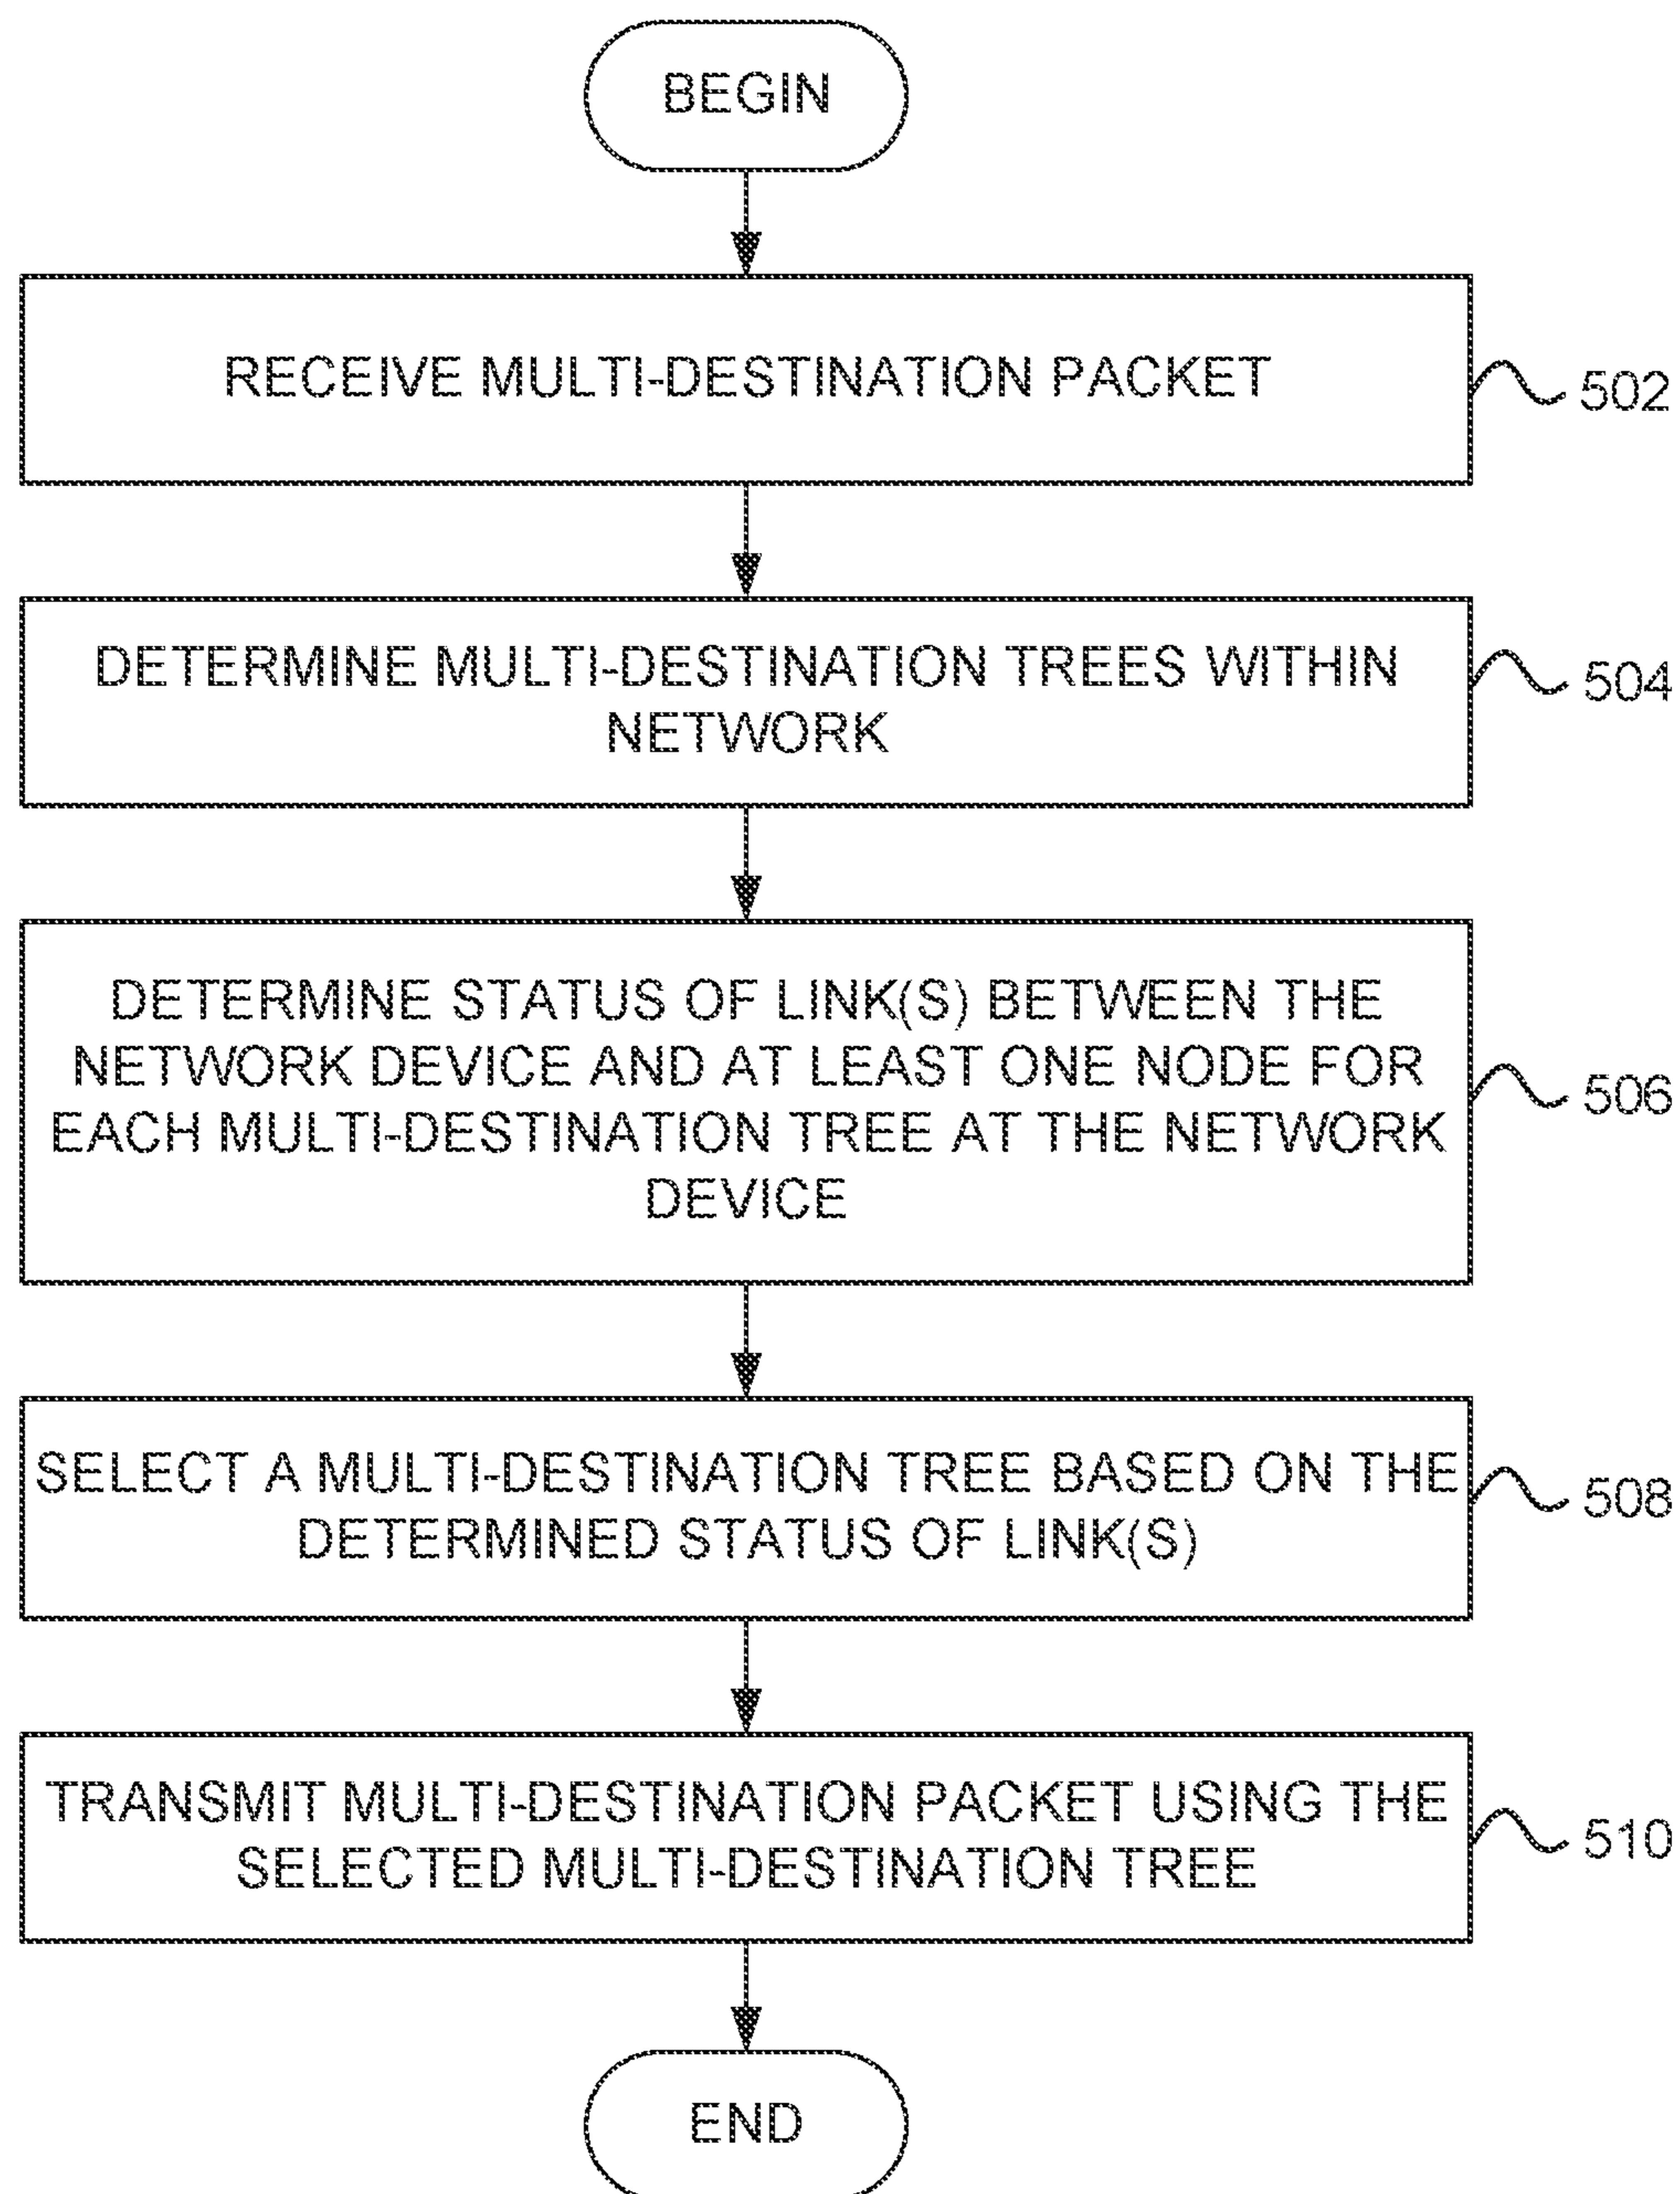 BEGIN
RECEIVE MULTI-DESTINATION PACKET
502
DETERMINE MULTI-DESTINATION TREES WITHIN
NETWORK
504
DETERMINE STATUS OF LINK(S) BETWEEN THE
NETWORK DEVICE AND AT LEAST ONE NODE FOR
EACH MULTI-DESTINATION TREE AT THE NETWORK
DEVICE
506
SELECT A MULTI-DESTINATION TREE BASED ON THE
DETERMINED STATUS OF LINK(S)
508
TRANSMIT MULTI-DESTINATION PACKET USING THE
SELECTED MULTI-DESTINATION TREE
510
END